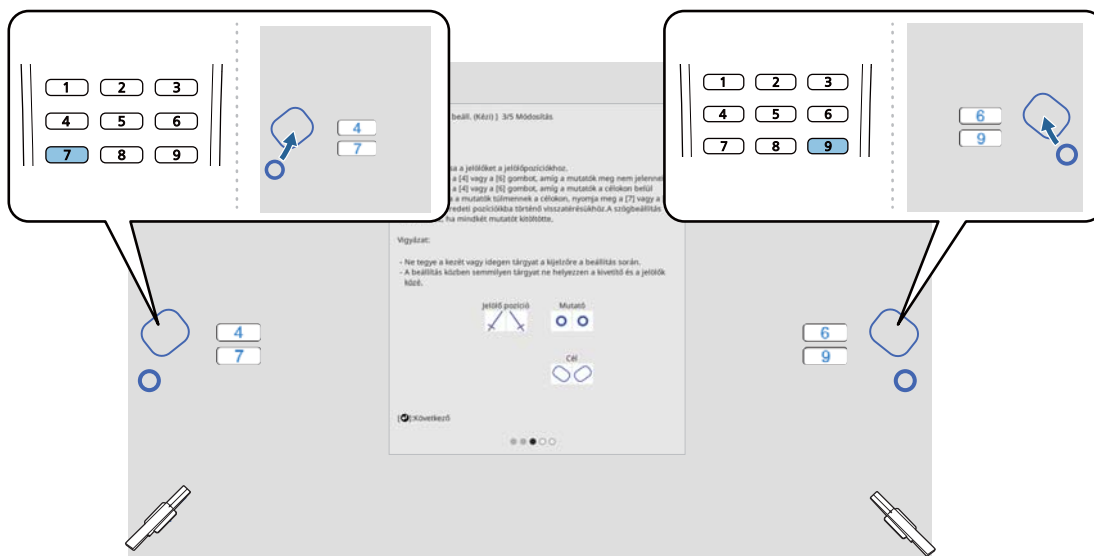 1 2 3
4 5 6
7 8 9
4
7
1 2 3
4 5 6
7 8 9
6
9
beáll. (Kézi) ] 3/5 Módosítás
a jelölőket a jelölőpozíciókhoz.
a [4] vagy a [6] gombot, amíg a mutatók meg nem
a [4] vagy a [6] gombot, amíg a mutatók a célokon belül
a mutatók túlmennek a célokon, nyomja meg a [7] vagy a
pozícióikba történő visszatérésükhöz.A szögbeállítás
ha mindkét mutatót kitöltötte.
Vigyázat:
- Ne tegye a kezét vagy idegen tárgyat a kijelzőre a beállítás során.
- A beállítás közben semmilyen tárgyat ne helyezzen a kivetítő és a jelölők
közé.
Jelölő pozíció Mutató
Cél
[ ]:Következő
4
7
6
9